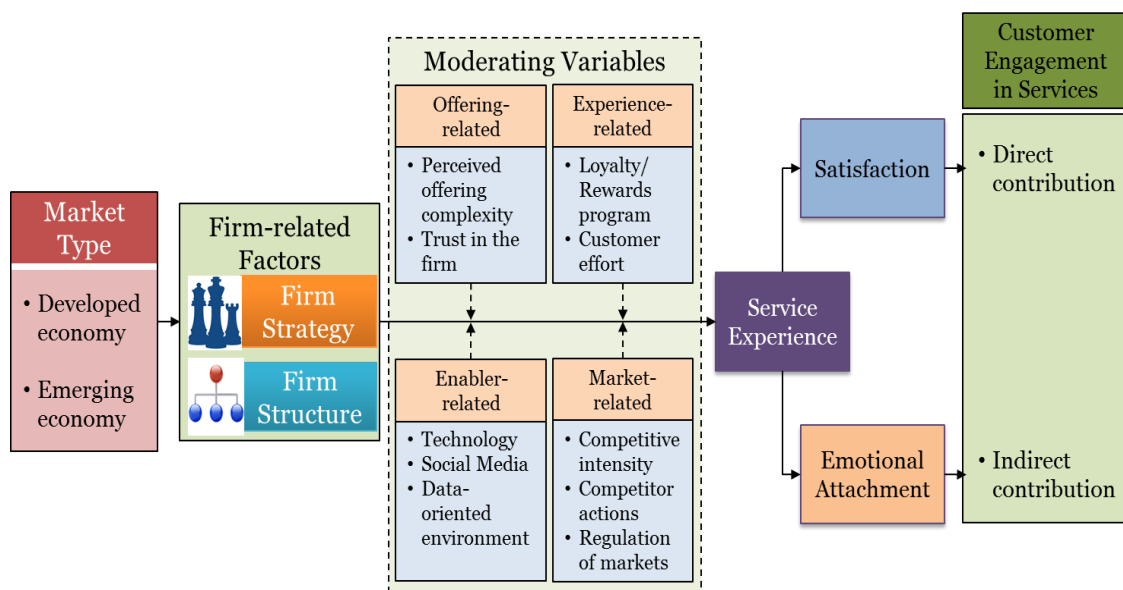 Market
Type
• Developed
economy
• Emerging
economy
Firm-related
Factors
Firm
Strategy
Firm
Structure
Moderating Variables
Offering-
related
• Perceived
offering
complexity
• Trust in the
firm
Experience-
related
• Loyalty/
Rewards
program
• Customer
effort
Enabler-
related
• Technology
• Social Media
• Data-
oriented
environment
Market-
related
• Competitive
intensity
• Competitor
actions
• Regulation
of markets
Service
Experience
Satisfaction
Emotional
Attachment
Customer
Engagement
in Services
• Direct
contribution
• Indirect
contribution